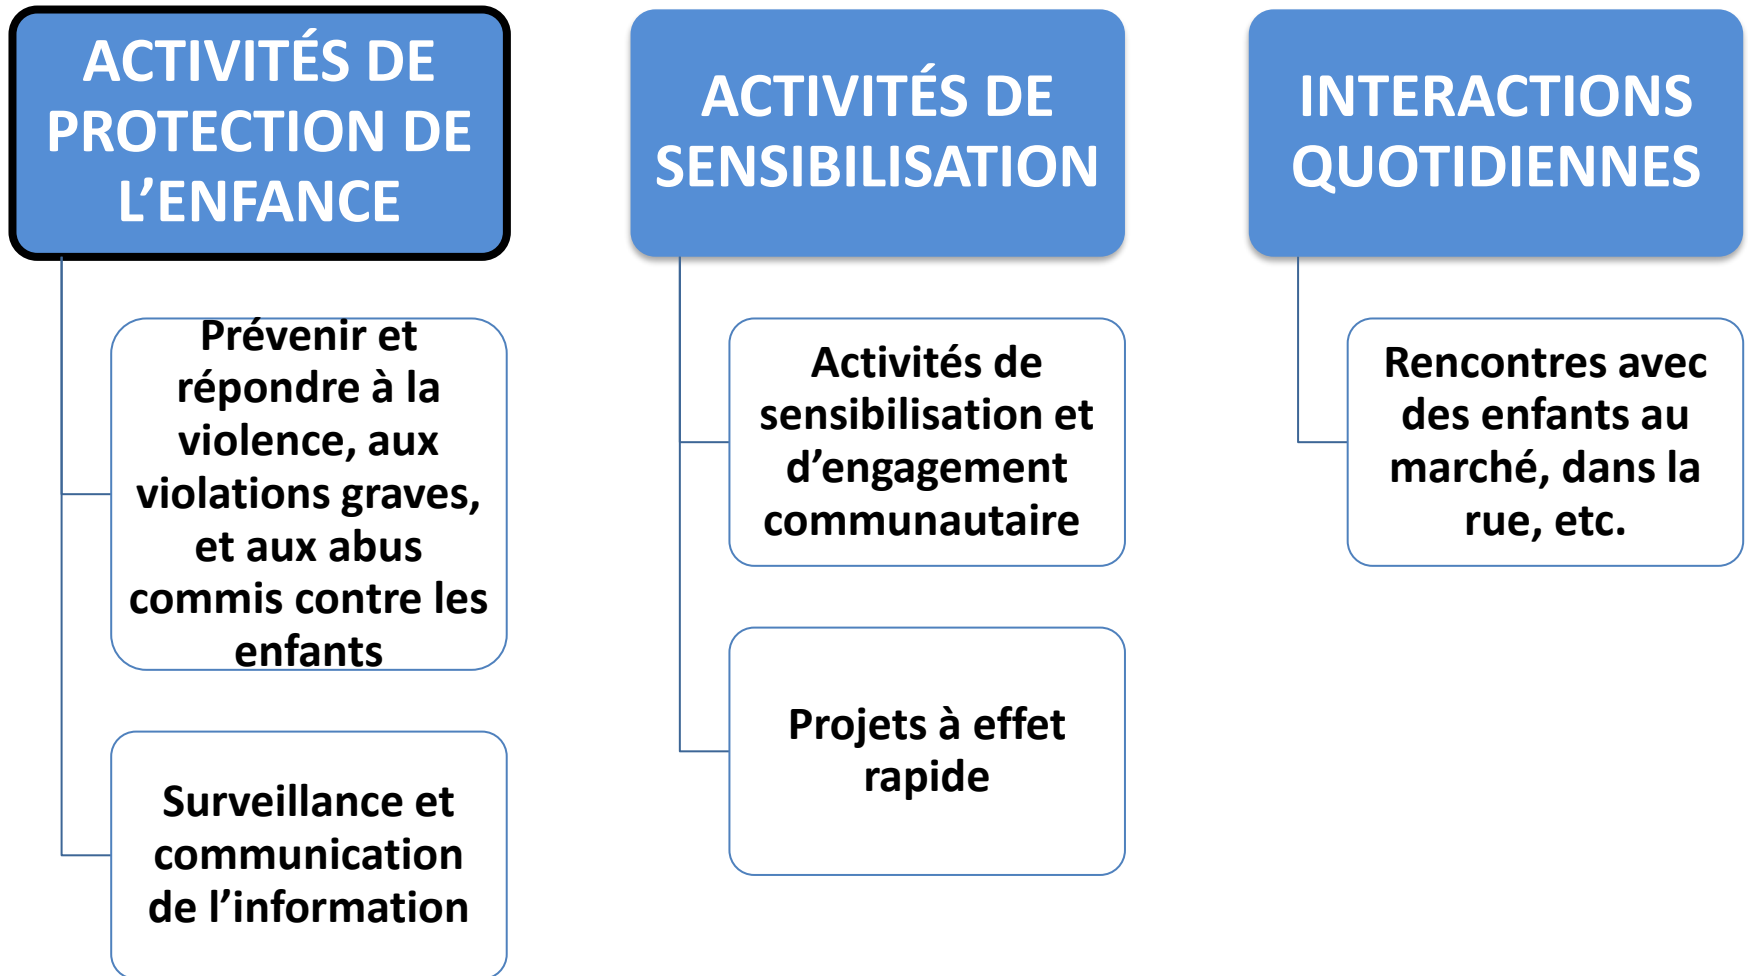 ACTIVITÉS DE
PROTECTION DE
L’ENFANCE
Prévenir et
répondre à la
violence, aux
violations graves,
et aux abus
commis contre les
enfants
Surveillance et
communication
de l’information
ACTIVITÉS DE
SENSIBILISATION
Activités de
sensibilisation et
d’engagement
communautaire
Projets à effet
rapide
INTERACTIONS
QUOTIDIENNES
Rencontres avec
des enfants au
marché, dans la
rue, etc.